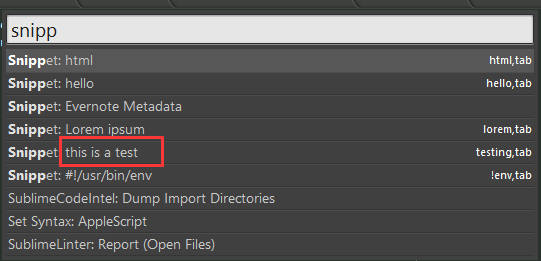 snipp
Snippet: html html,tab
Snippet: hello hello,tab
Snippet: Evernote Metadata
Snippet: Lorem ipsum lorem,tab
Snippet: this is a test testing,tab
Snippet: #!/usr/bin/env !env,tab
SublimeCodeIntel: Dump Import Directories
Set Syntax: AppleScript
SublimeLinter: Report (Open Files)